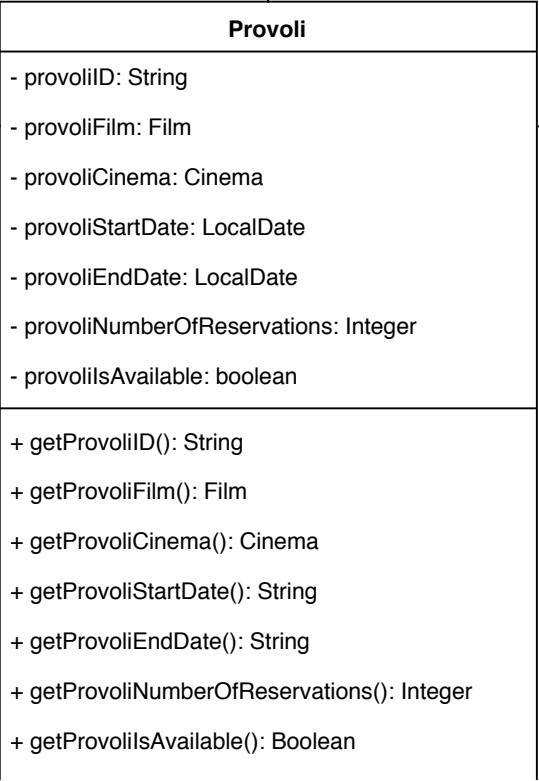 Provoli
- provoliID: String
- provoliFilm: Film
- provoliCinema: Cinema
- provoliStartDate: LocalDate
- provoliEndDate: LocalDate
- provoliNumberOfReservations: Integer
- provoliIsAvailable: boolean
+ getProvoliID(): String
+ getProvoliFilm(): Film
+ getProvoliCinema(): Cinema
+ getProvoliStartDate(): String
+ getProvoliEndDate(): String
+ getProvoliNumberOfReservations(): Integer
+ getProvoliIsAvailable(): Boolean